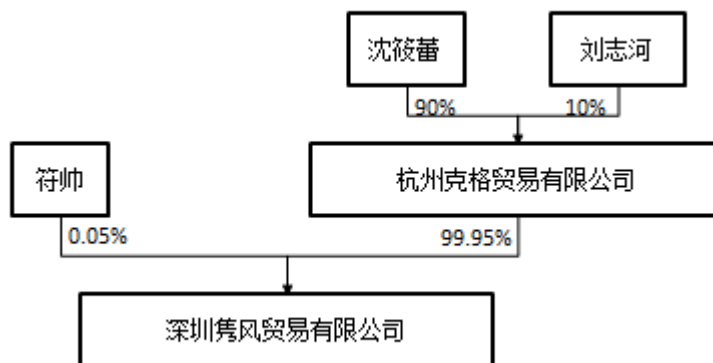 沈筱蕾
刘志河
90%
10%
符帅
杭州克格贸易有限公司
0.05%
99.95%
深圳隽风贸易有限公司